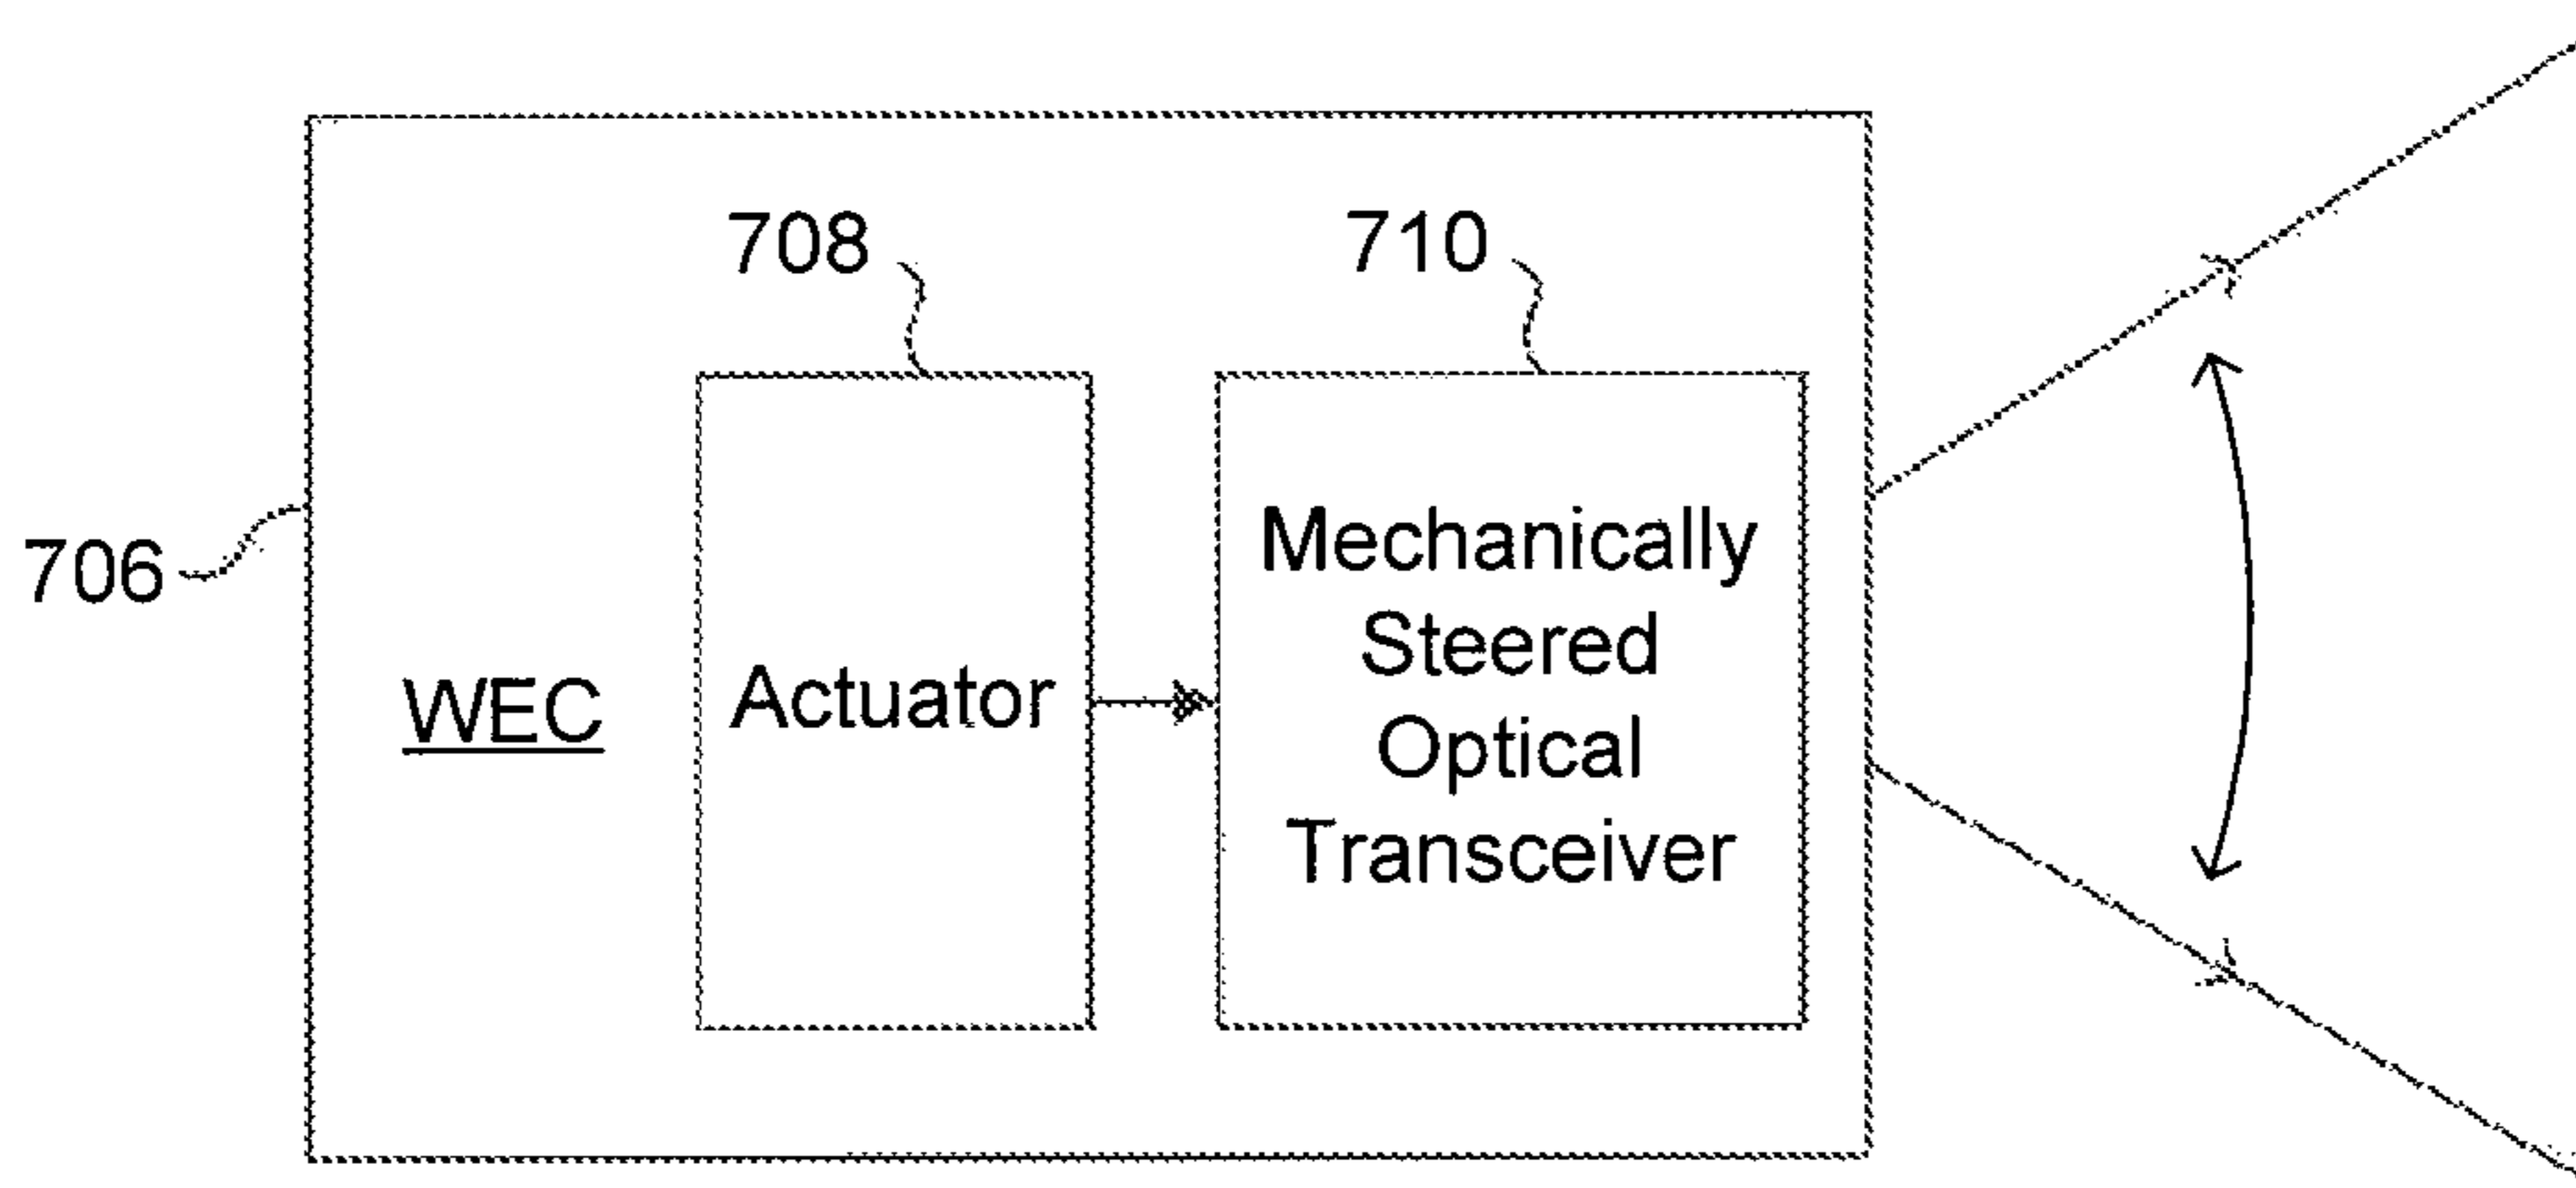 708
710
706
WEC
Actuator
Mechanically
Steered
Optical
Transceiver